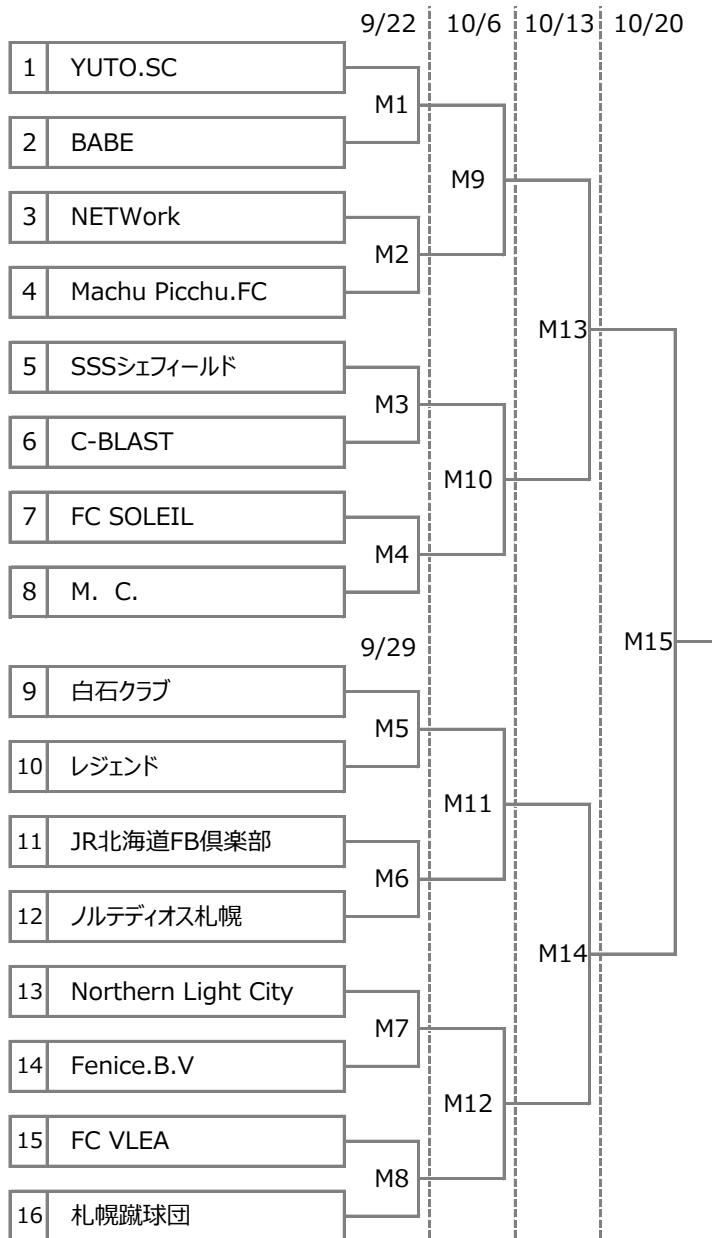 9/22 10/6 10/13 10/20
1 YUTO.SC
M1
2 BABE
M9
3 NETWork
M2
4 Machu Picchu.FC
M13
5 SSSシェフィールド
M3
6 C-BLAST
M10
7 FC SOLEIL
M4
8 M. C.
9/29 M15
9 白石クラブ
M5
10 レジェンド
M11
11 JR北海道FB倶楽部
M6
12 ノルテディオス札幌
M14
13 Northern Light City
M7
14 Fenice.B.V
M12
15 FC VLEA
M8
16 札幌蹴球団